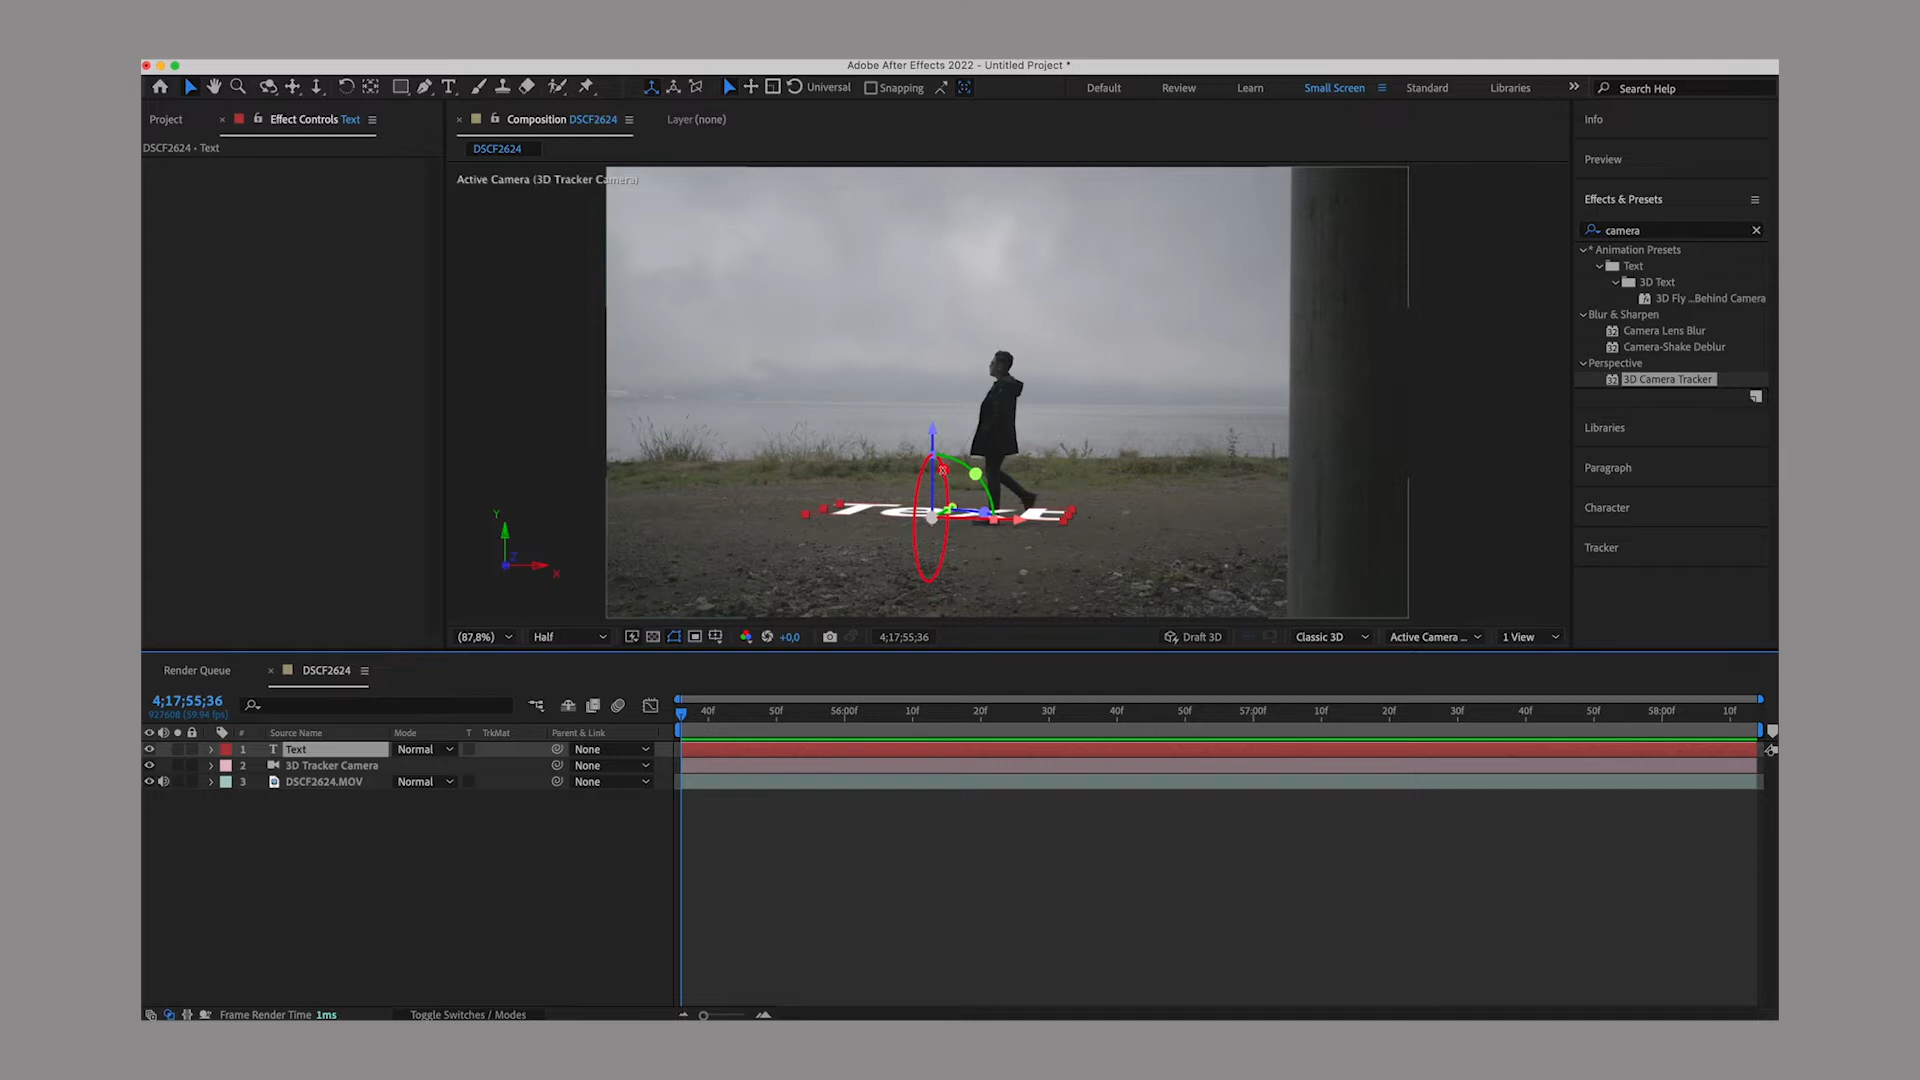 Adobe After Effects 2022 - Untitled Project *
Universal Snapping Default Review Learn Small Screen Standard Libraries Search Help
Project Effect Controls Text Composition DSCF2624 Layer (none) Info
DSCF2624 • Text DSCF2624
Active Camera (3D Tracker Camera)
Preview
Effects & Presets
camera
* Animation Presets
Text
3D Text
3D Fly ...Behind Camera
Blur & Sharpen
Camera Lens Blur
Camera-Shake Deblur
Perspective
3D Camera Tracker
Libraries
Paragraph
Character
Tracker
Text
Y
Z
X
(87,8%) Half +0,0 4;17;55;36 Draft 3D Classic 3D Active Camera ... 1 View
Render Queue DSCF2624
4;17;55;36
927608 (59.94 fps)
40f 50f 56:00f 10f 20f 30f 40f 50f 57:00f 10f 20f 30f 40f 50f 58:00f 10f
# Source Name Mode T TrkMat Parent & Link
1 T Text Normal None
2 3D Tracker Camera None
3 DSCF2624.MOV Normal None
Frame Render Time 1ms Toggle Switches / Modes